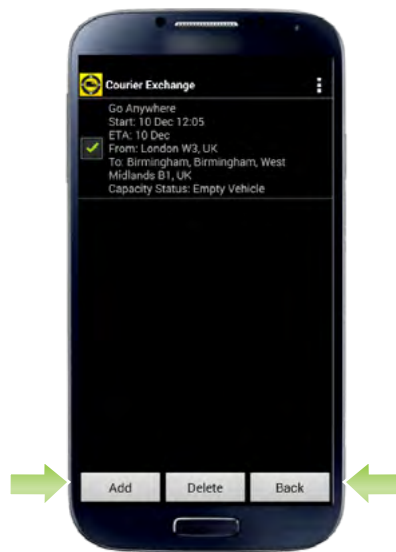 Courier Exchange
Go Anywhere
Start: 10 Dec 12:05
ETA: 10 Dec
From: London W3, UK
To: Birmingham, Birmingham, West
Midlands B1, UK
Capacity Status: Empty Vehicle
Add Delete Back